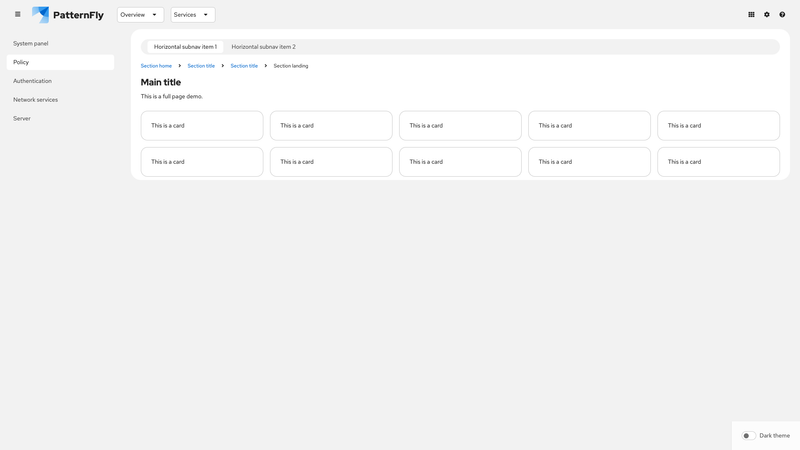 PatternFly
Overview
Services
System panel
Policy
Authentication
Network services
Server
Horizontal subnav item 1
Horizontal subnav item 2
Section home > Section title > Section title > Section landing
Main title
This is a full page demo.
This is a card This is a card This is a card This is a card This is a card
This is a card This is a card This is a card This is a card This is a card
Dark theme